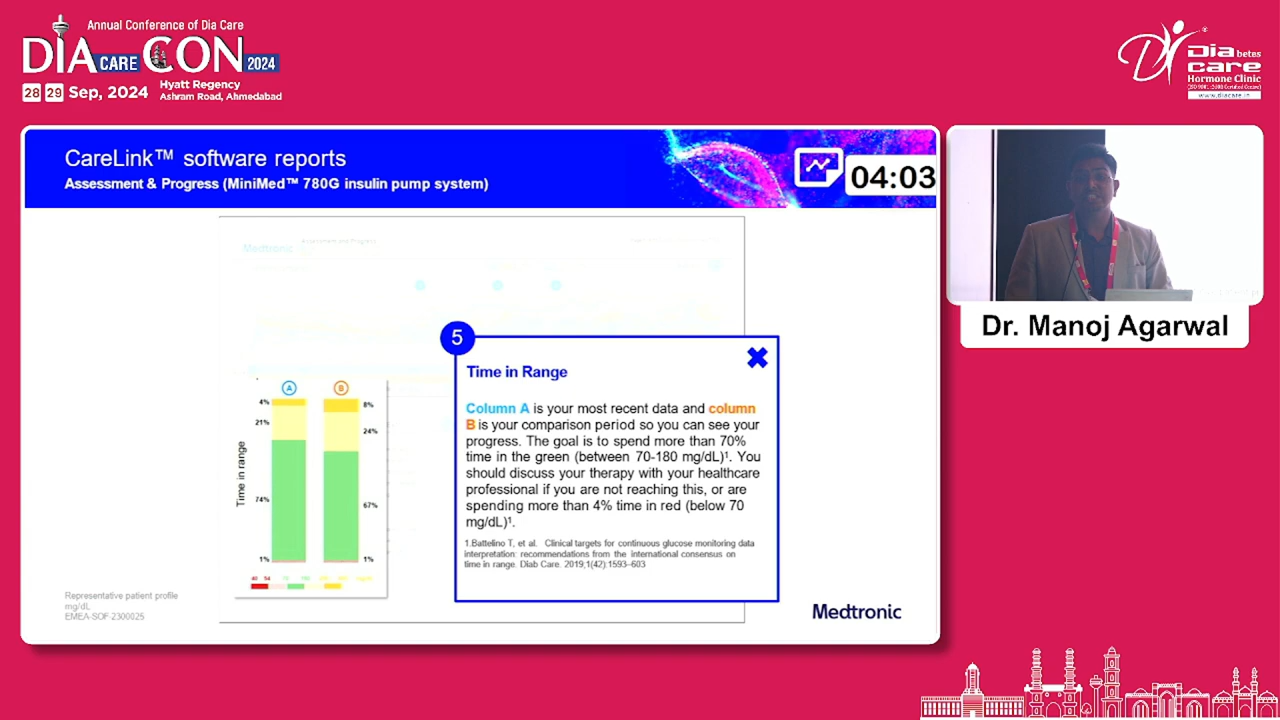 Annual Conference of Dia Care
DIA CARE CON 2024
28 29 Sep, 2024
Hyatt Regency
Ashram Road, Ahmedabad
Diabetes
care
Hormone Clinic
www.diacare.in
CareLink™ software reports
Assessment & Progress (MiniMed™ 780G insulin pump system)
04:03
Medtronic
Assessment and Progress
5
Time in Range
Column A is your most recent data and column
B is your comparison period so you can see your
progress. The goal is to spend more than 70%
time in the green (between 70-180 mg/dL)¹. You
should discuss your therapy with your healthcare
professional if you are not reaching this, or are
spending more than 4% time in red (below 70
mg/dL)¹.
1.Battelino T, et al. Clinical targets for continuous glucose monitoring data
interpretation: recommendations from the international consensus on
time in range. Diab Care. 2019;1(42):1593–603
A B
4% 8%
21% 24%
Time in range
74% 67%
1% 1%
Representative patient profile
mg/dL
EMEA-SOF-2300025
Medtronic
Dr. Manoj Agarwal